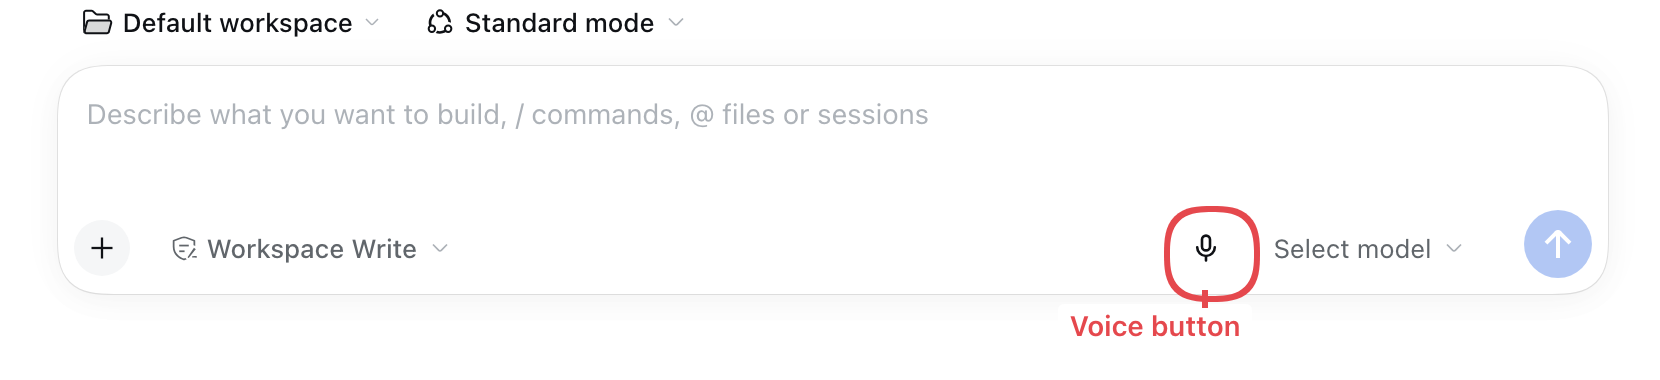 Default workspace
Standard mode
Describe what you want to build, / commands, @ files or sessions
Workspace Write
Select model
Voice button